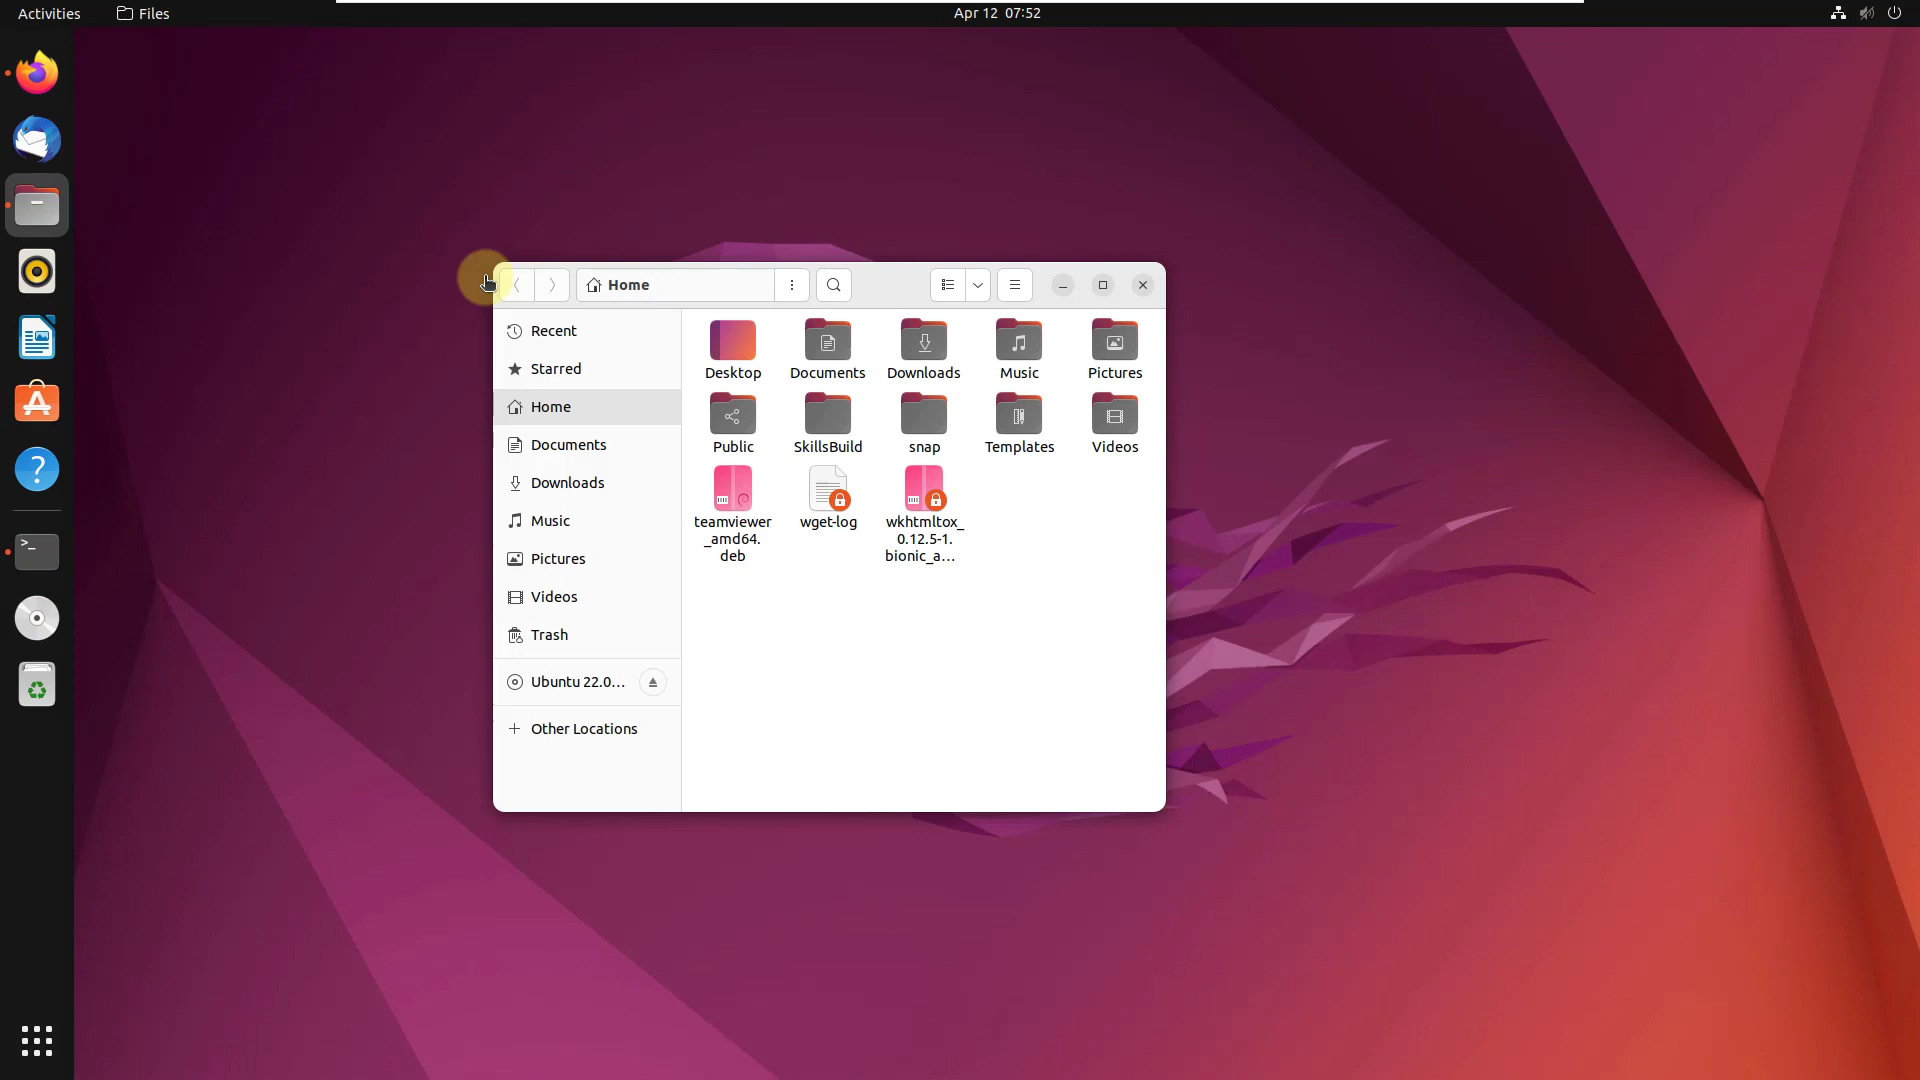 Activities
Files
Apr 12 07:52
Home
Recent
Starred
Home
Documents
Downloads
Music
Pictures
Videos
Trash
Ubuntu 22.0...
Other Locations
Desktop
Documents
Downloads
Music
Pictures
Public
SkillsBuild
snap
Templates
Videos
teamviewer
_amd64.
deb
wget-log
wkhtmltox_
0.12.5-1.
bionic_a...